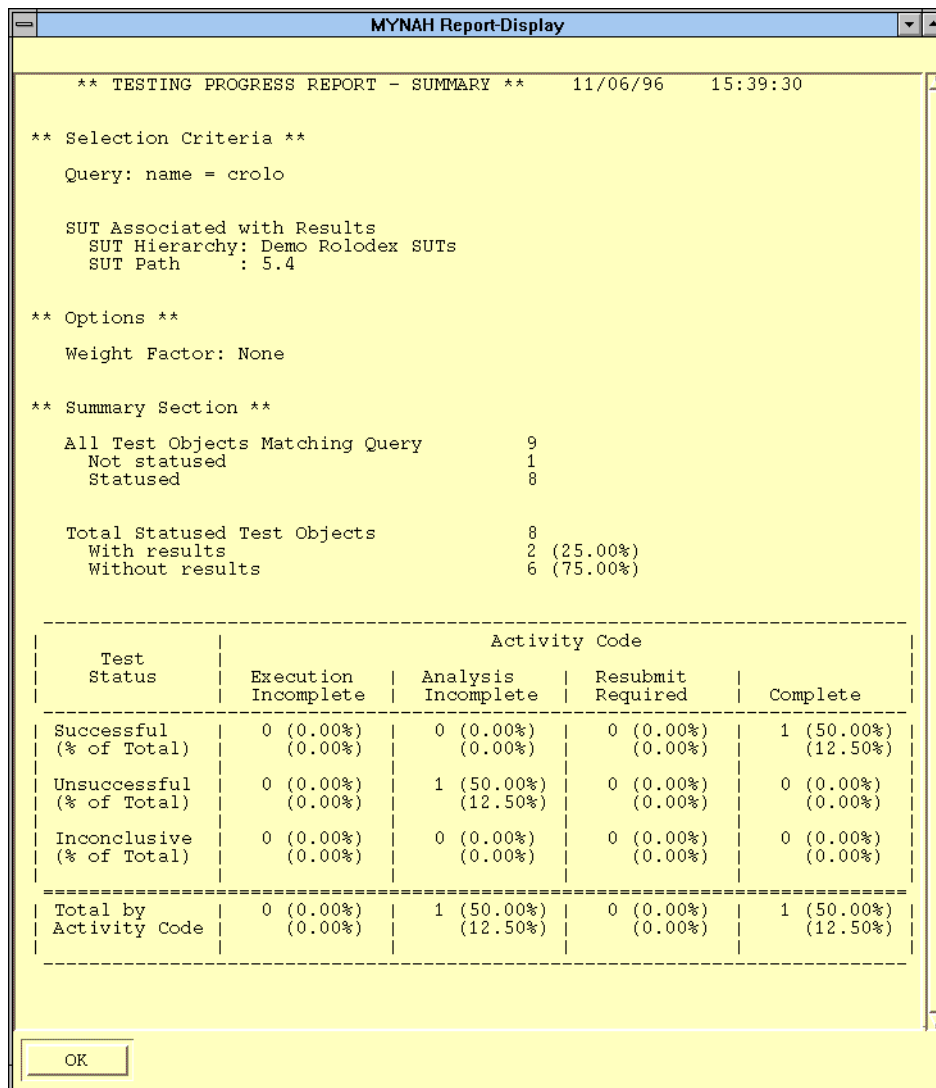 MYNAH Report-Display
** TESTING PROGRESS REPORT - SUMMARY **    11/06/96    15:39:30
** Selection Criteria **
Query: name = crolo
SUT Associated with Results
SUT Hierarchy: Demo Rolodex SUTs
SUT Path     : 5.4
** Options **
Weight Factor: None
** Summary Section **
All Test Objects Matching Query         9
Not statused                          1
Statused                              8
Total Statused Test Objects             8
With results                          2 (25.00%)
Without results                       6 (75.00%)
-----------------------------------------------------------------
|               |                       Activity Code                       |
|     Test      |                                                           |
|    Status     |  Execution   |  Analysis    |  Resubmit    |              |
|               |  Incomplete  |  Incomplete  |  Required    |  Complete    |
-----------------------------------------------------------------
| Successful    |   0 (0.00%)  |   0 (0.00%)  |   0 (0.00%)  |   1 (50.00%) |
| (% of Total)  |     (0.00%)  |     (0.00%)  |     (0.00%)  |     (12.50%) |
| Unsuccessful  |   0 (0.00%)  |   1 (50.00%) |   0 (0.00%)  |   0 (0.00%)  |
| (% of Total)  |     (0.00%)  |     (12.50%) |     (0.00%)  |     (0.00%)  |
| Inconclusive  |   0 (0.00%)  |   0 (0.00%)  |   0 (0.00%)  |   0 (0.00%)  |
| (% of Total)  |     (0.00%)  |     (0.00%)  |     (0.00%)  |     (0.00%)  |
=================================================================
| Total by      |   0 (0.00%)  |   1 (50.00%) |   0 (0.00%)  |   1 (50.00%) |
| Activity Code |     (0.00%)  |     (12.50%) |     (0.00%)  |     (12.50%) |
-----------------------------------------------------------------
OK